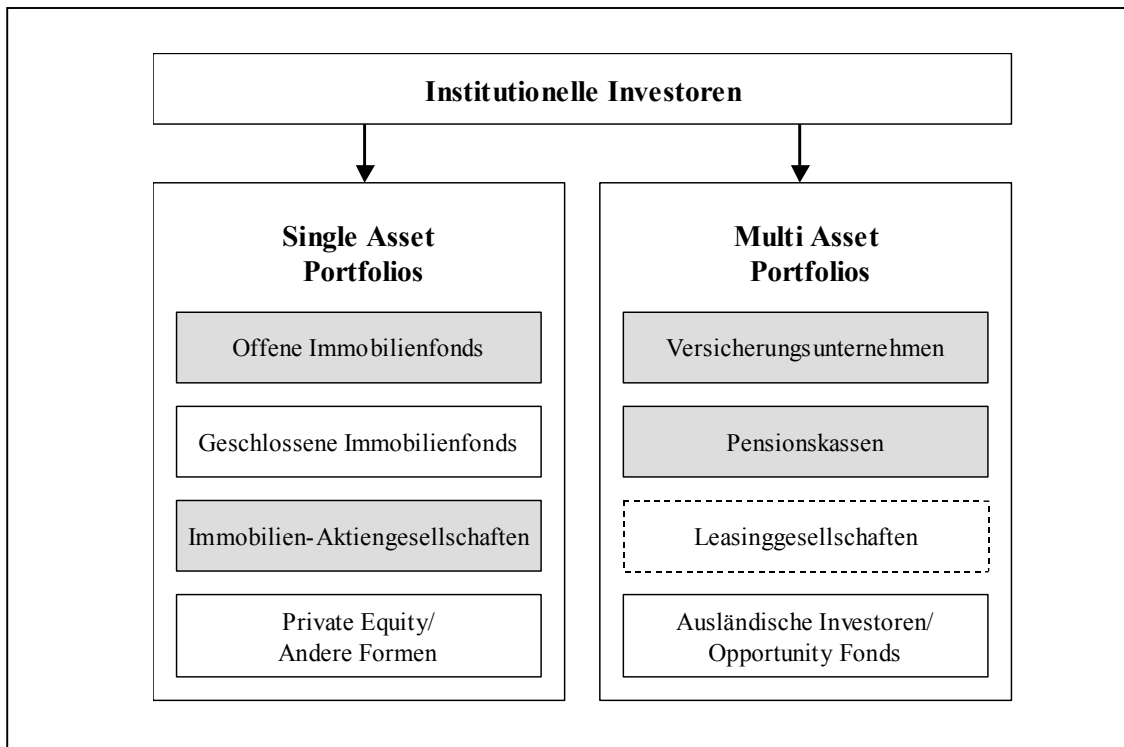 Institutionelle Investoren
Single Asset
Portfolios
Offene Immobilienfonds
Geschlossene Immobilienfonds
Immobilien-Aktiengesellschaften
Private Equity/
Andere Formen
Multi Asset
Portfolios
Versicherungsunternehmen
Pensionskassen
Leasinggesellschaften
Ausländische Investoren/
Opportunity Fonds